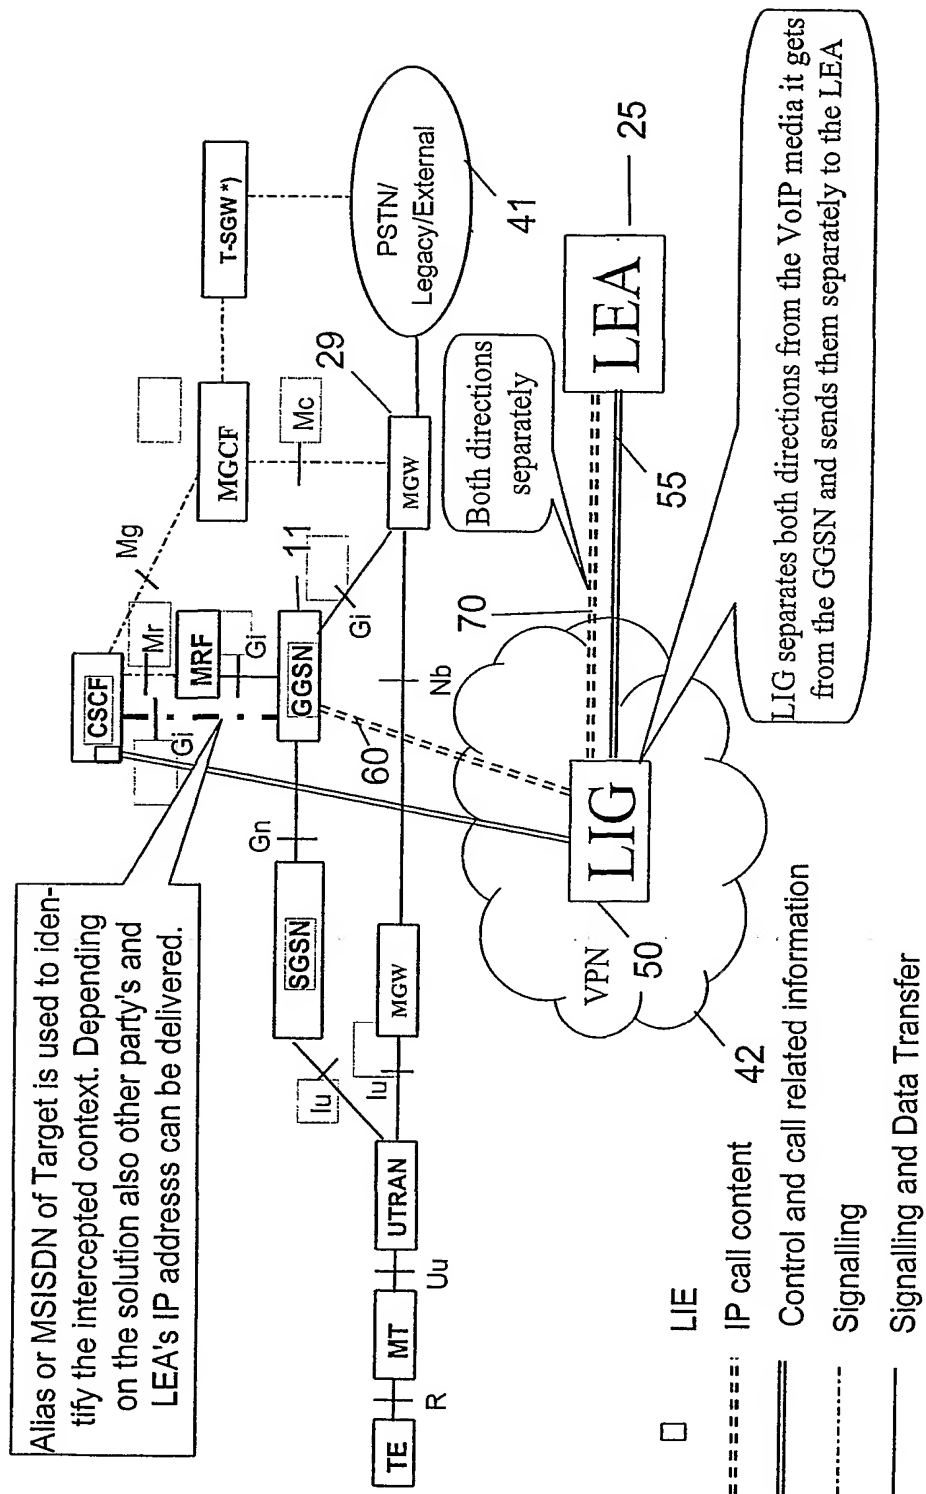 Alias or MSISDN of Target is used to iden-
tify the intercepted context. Depending
on the solution also other party's and
LEA's IP addresss can be delivered.
CSCF
Mg
Mr
Gi
MRF
Gi
MGCF
T-SGW *)
Mc
SGSN
Gn
GGSN
11
Gi
29
Iu
Iu
TE
R
MT
Uu
UTRAN
MGW
Nb
MGW
PSTN/
Legacy/External
41
60
70
Both directions
separately
VPN
50
LIG
42
55
LEA
25
LIG separates both directions from the VoIP media it gets
from the GGSN and sends them separately to the LEA
LIE
IP call content
Control and call related information
Signalling
Signalling and Data Transfer